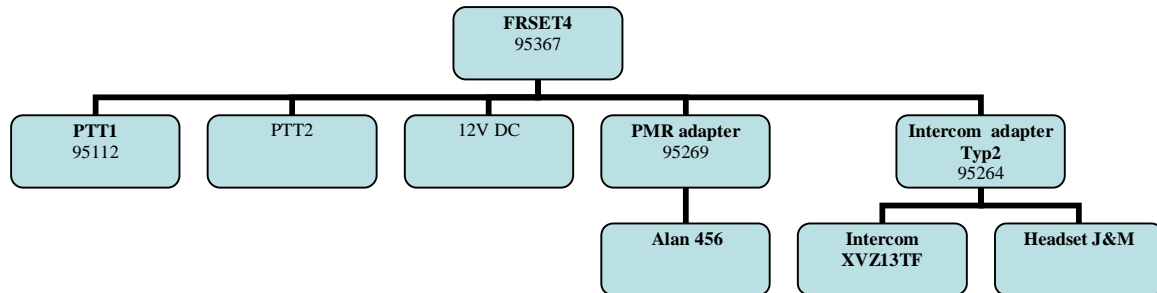 FRSET4
95367
PTT1
95112
PTT2
12V DC
PMR adapter
95269
Intercom adapter
Typ2
95264
Alan 456
Intercom
XVZ13TF
Headset J&M